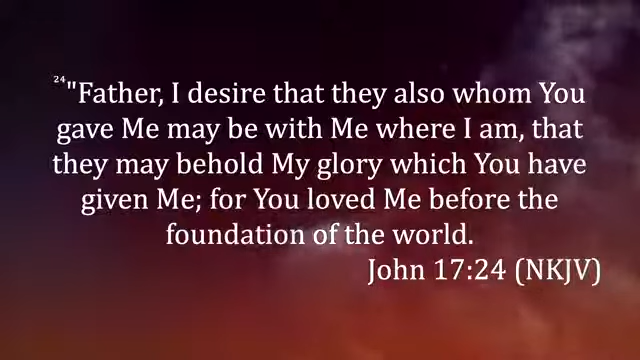 24"Father, I desire that they also whom You
gave Me may be with Me where I am, that
they may behold My glory which You have
given Me; for You loved Me before the
foundation of the world.
John 17:24 (NKJV)